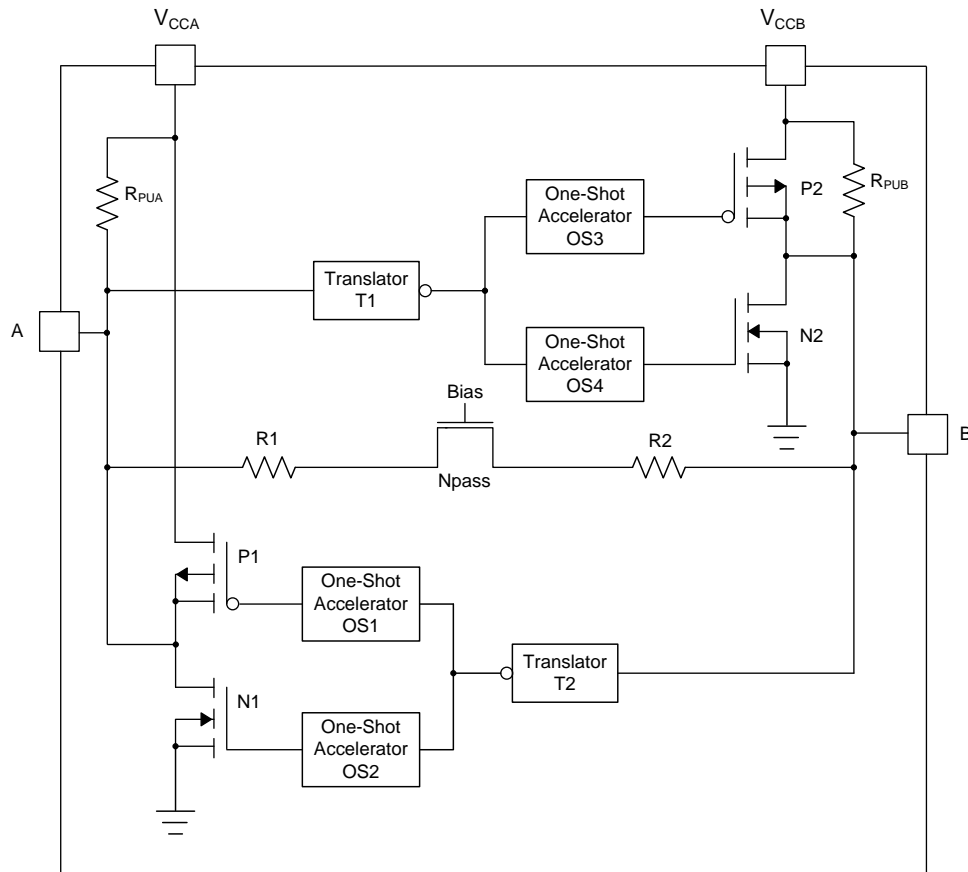 VCCA
VCCB
RPUA
One-Shot
Accelerator
OS3
P2
RPUB
Translator
T1
A
One-Shot
Accelerator
OS4
N2
Bias
B
R1
R2
Npass
P1
One-Shot
Accelerator
OS1
Translator
T2
N1
One-Shot
Accelerator
OS2